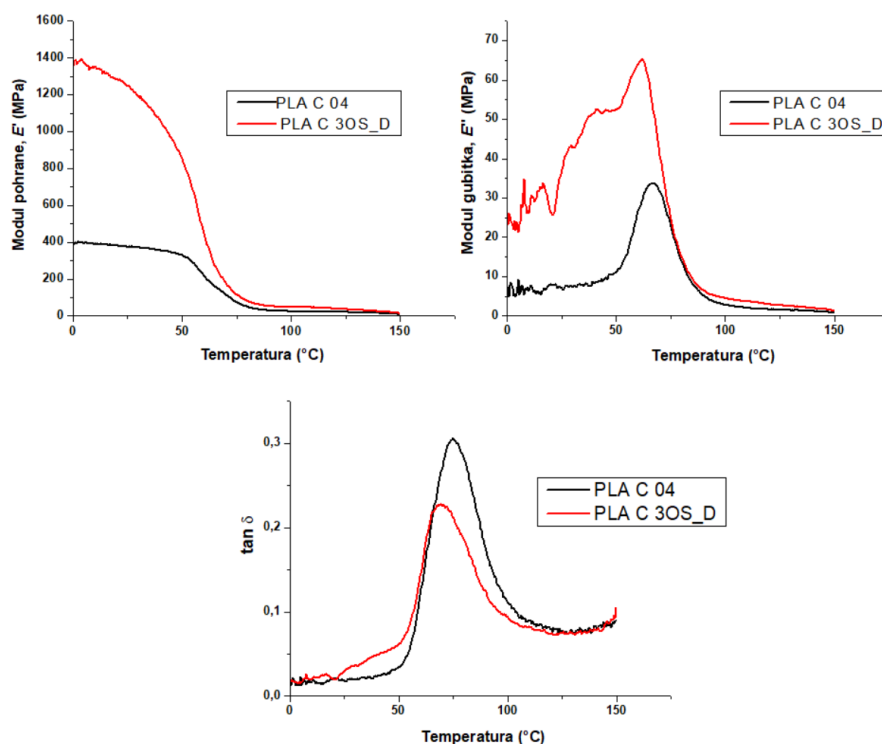 Modul pohrane, E' (MPa)
1600
1400
1200
1000
800
600
400
200
0
0 50 100 150
Temperatura (°C)
PLA C 04
PLA C 3OS_D
Modul gubitka, E'' (MPa)
70
60
50
40
30
20
10
0
0 50 100 150
Temperatura (°C)
PLA C 04
PLA C 3OS_D
tan δ
0,3
0,2
0,1
0,0
0 50 100 150
Temperatura (°C)
PLA C 04
PLA C 3OS_D